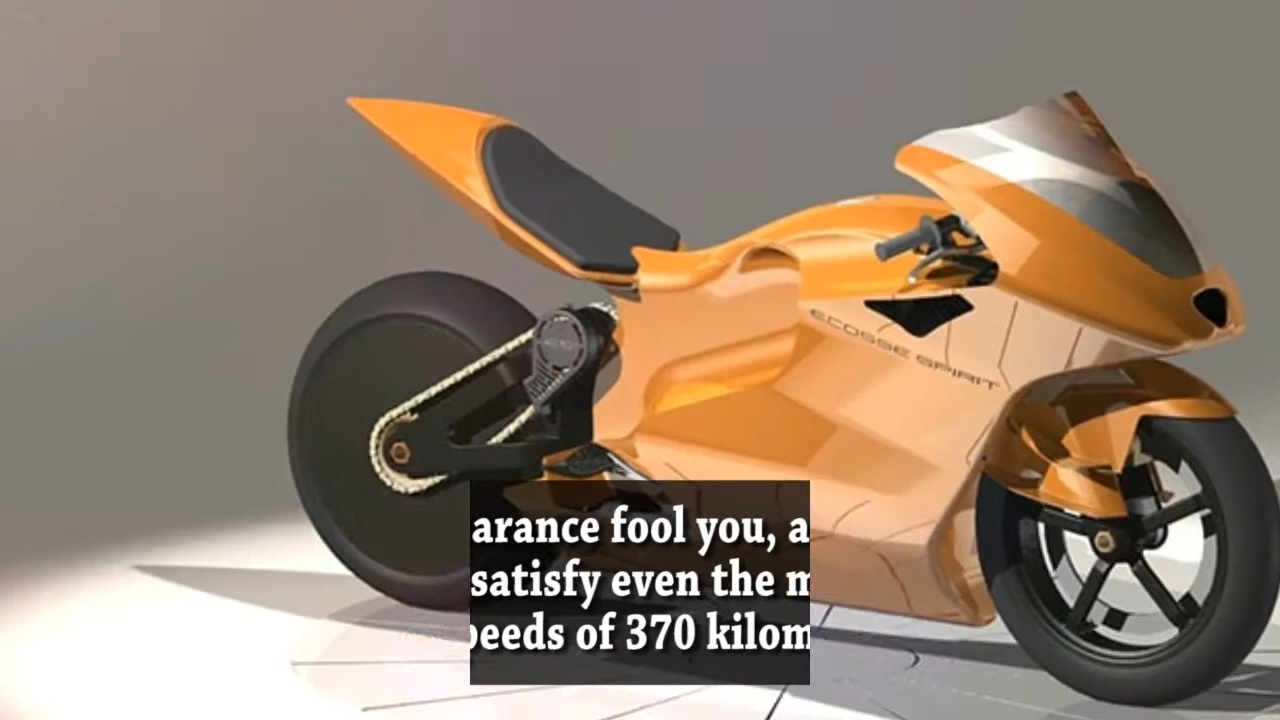 ECOSSE SPIRIT
arance fool you, a
satisfy even the m
peeds of 370 kilom